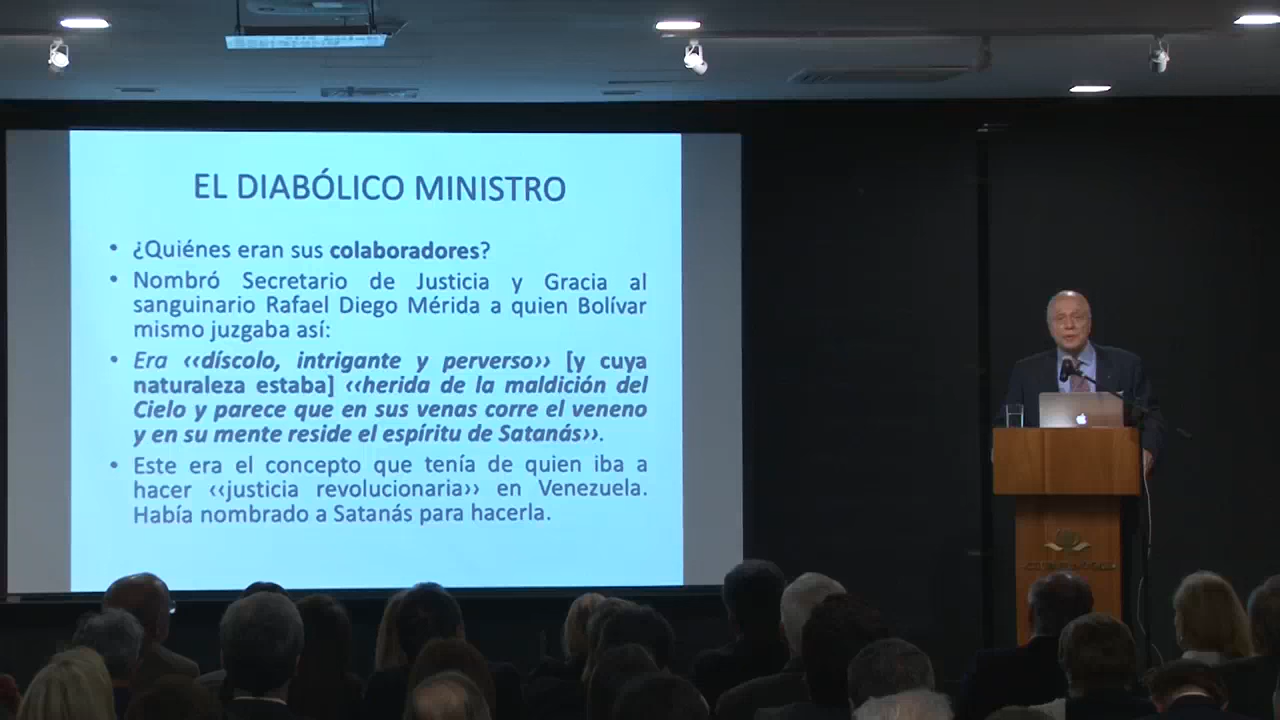 EL DIABÓLICO MINISTRO
• ¿Quiénes eran sus colaboradores?
• Nombró Secretario de Justicia y Gracia al
sanguinario Rafael Diego Mérida a quien Bolívar
mismo juzgaba así:
• Era ‹‹díscolo, intrigante y perverso›› [y cuya
naturaleza estaba] ‹‹herida de la maldición del
Cielo y parece que en sus venas corre el veneno
y en su mente reside el espíritu de Satanás››.
• Este era el concepto que tenía de quien iba a
hacer ‹‹justicia revolucionaria›› en Venezuela.
Había nombrado a Satanás para hacerla.